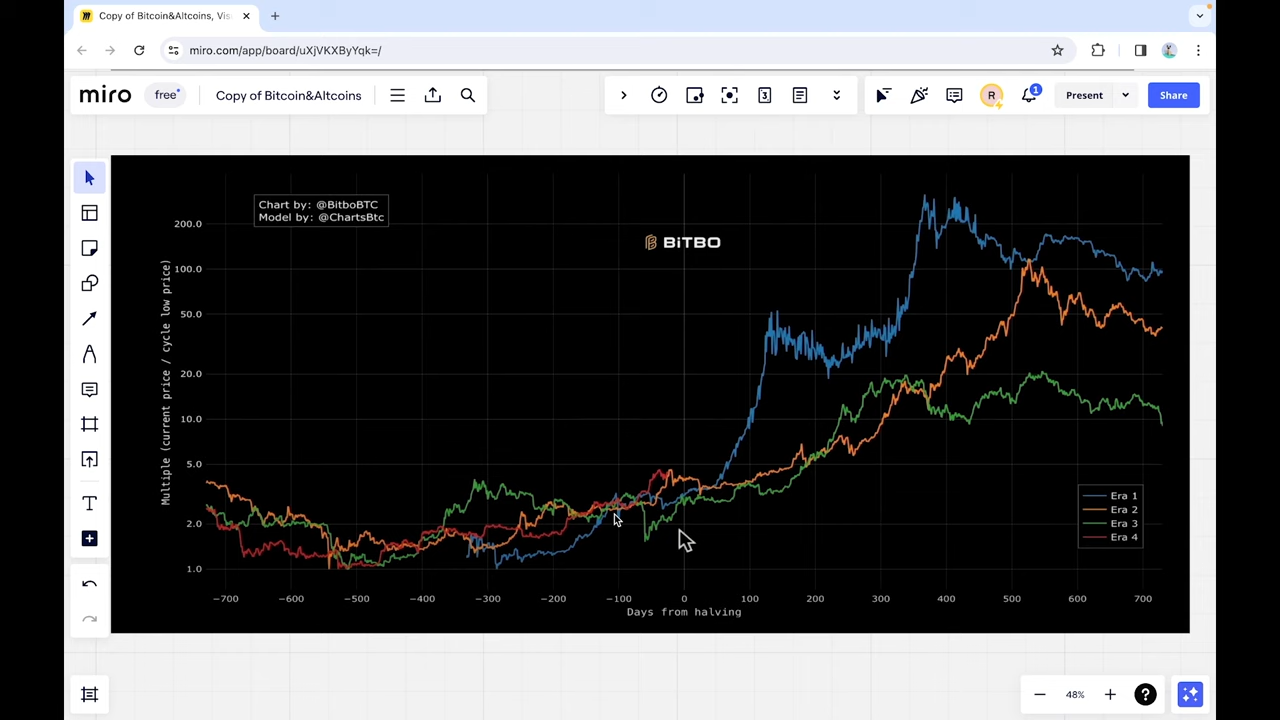 Copy of Bitcoin&Altcoins, Vis
miro.com/app/board/uXjVKXByYqk=/
miro
free
Copy of Bitcoin&Altcoins
3
R
1
Present
Share
Chart by: @BitboBTC
Model by: @ChartsBtc
BiTBO
Multiple (current price / cycle low price)
200.0
100.0
50.0
20.0
10.0
5.0
2.0
1.0
Era 1
Era 2
Era 3
Era 4
−700 −600 −500 −400 −300 −200 −100 0 100 200 300 400 500 600 700
Days from halving
T
48%
?